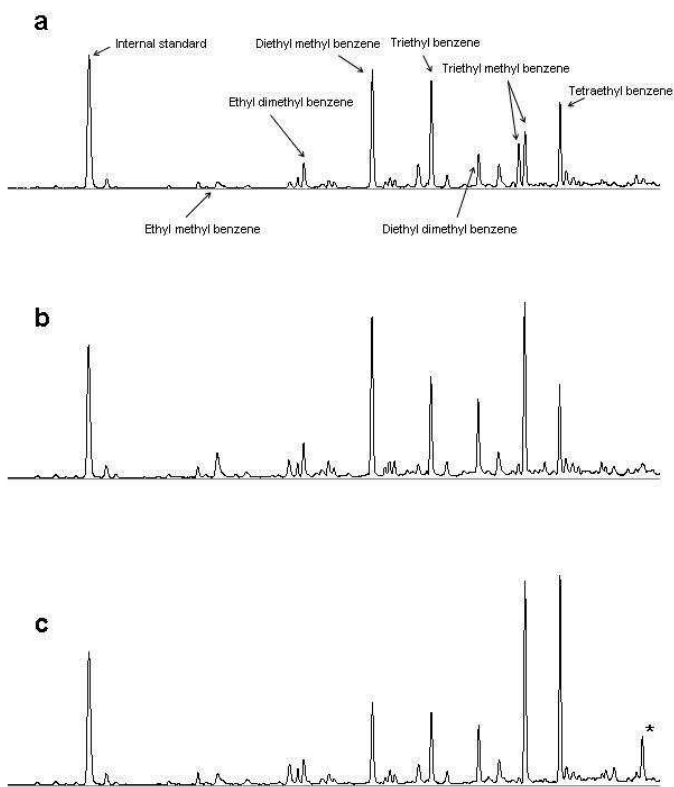 a
Internal standard
Diethyl methyl benzene
Triethyl benzene
Triethyl methyl benzene
Tetraethyl benzene
Ethyl dimethyl benzene
Ethyl methyl benzene
Diethyl dimethyl benzene
b
c
*